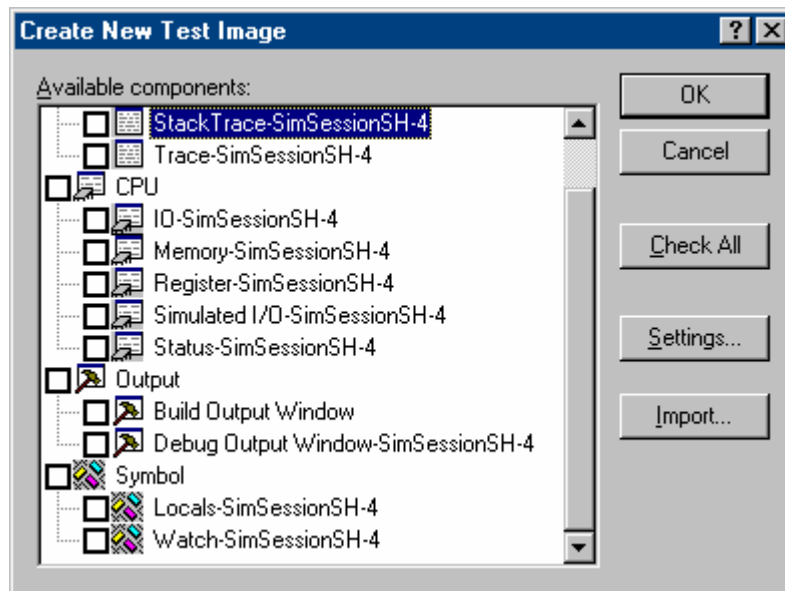 Create New Test Image
Available components:
StackTrace-SimSessionSH-4
Trace-SimSessionSH-4
CPU
IO-SimSessionSH-4
Memory-SimSessionSH-4
Register-SimSessionSH-4
Simulated I/O-SimSessionSH-4
Status-SimSessionSH-4
Output
Build Output Window
Debug Output Window-SimSessionSH-4
Symbol
Locals-SimSessionSH-4
Watch-SimSessionSH-4
OK
Cancel
Check All
Settings...
Import...